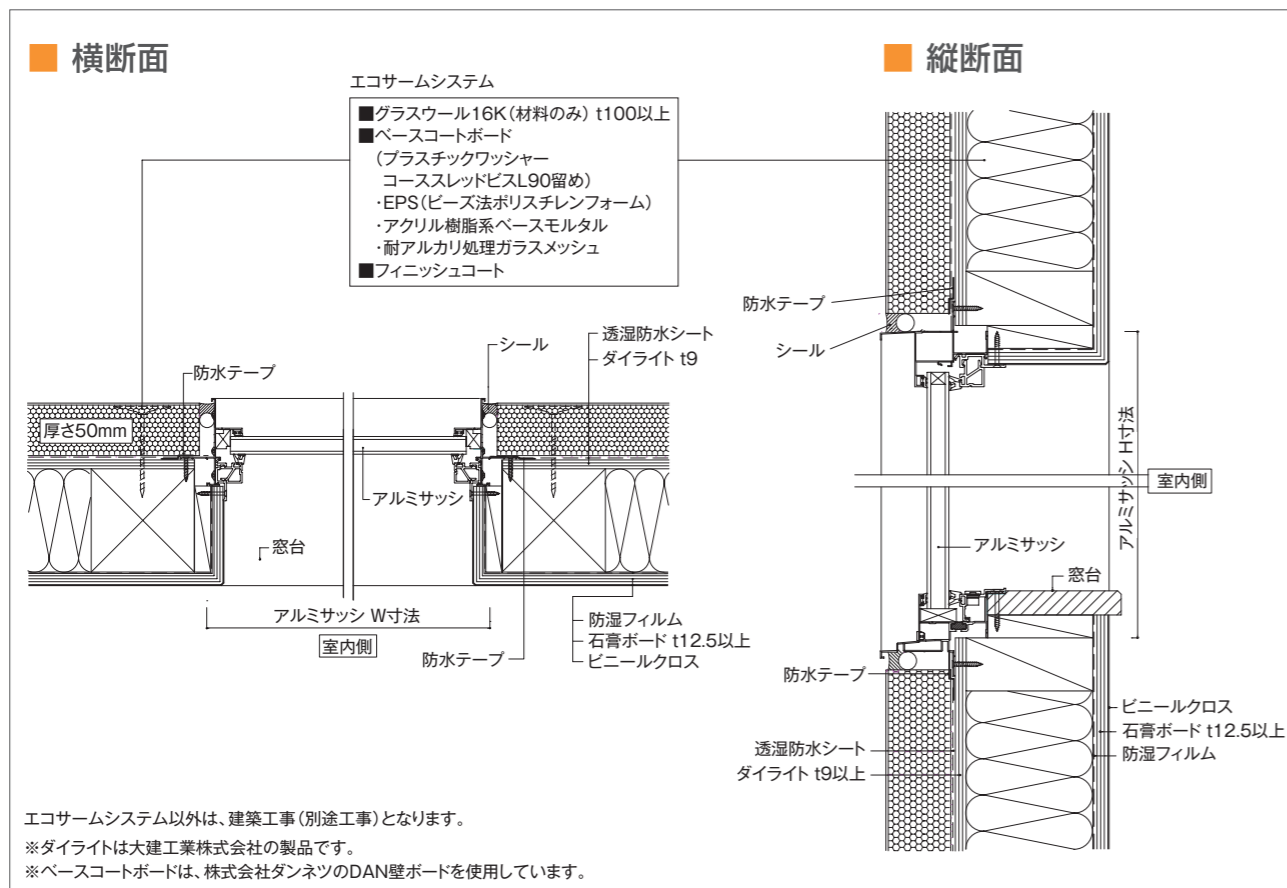 ■ 横断面
エコサームシステム
■グラスウール16K(材料のみ) t100以上
■ベースコートボード
(プラスチックワッシャー
コーススレッドビスL90留め)
・EPS(ビーズ法ポリスチレンフォーム)
・アクリル樹脂系ベースモルタル
・耐アルカリ処理ガラスメッシュ
■フィニッシュコート
シール
透湿防水シート
ダイライト t9
防水テープ
厚さ50mm
アルミサッシ
窓台
アルミサッシ W寸法
室内側
防水テープ
防湿フィルム
石膏ボード t12.5以上
ビニールクロス
■ 縦断面
防水テープ
シール
アルミサッシ H寸法
室内側
アルミサッシ
窓台
防水テープ
透湿防水シート
ダイライト t9以上
ビニールクロス
石膏ボード t12.5以上
防湿フィルム
エコサームシステム以外は、建築工事(別途工事)となります。
※ダイライトは大建工業株式会社の製品です。
※ベースコートボードは、株式会社ダンネツのDAN壁ボードを使用しています。